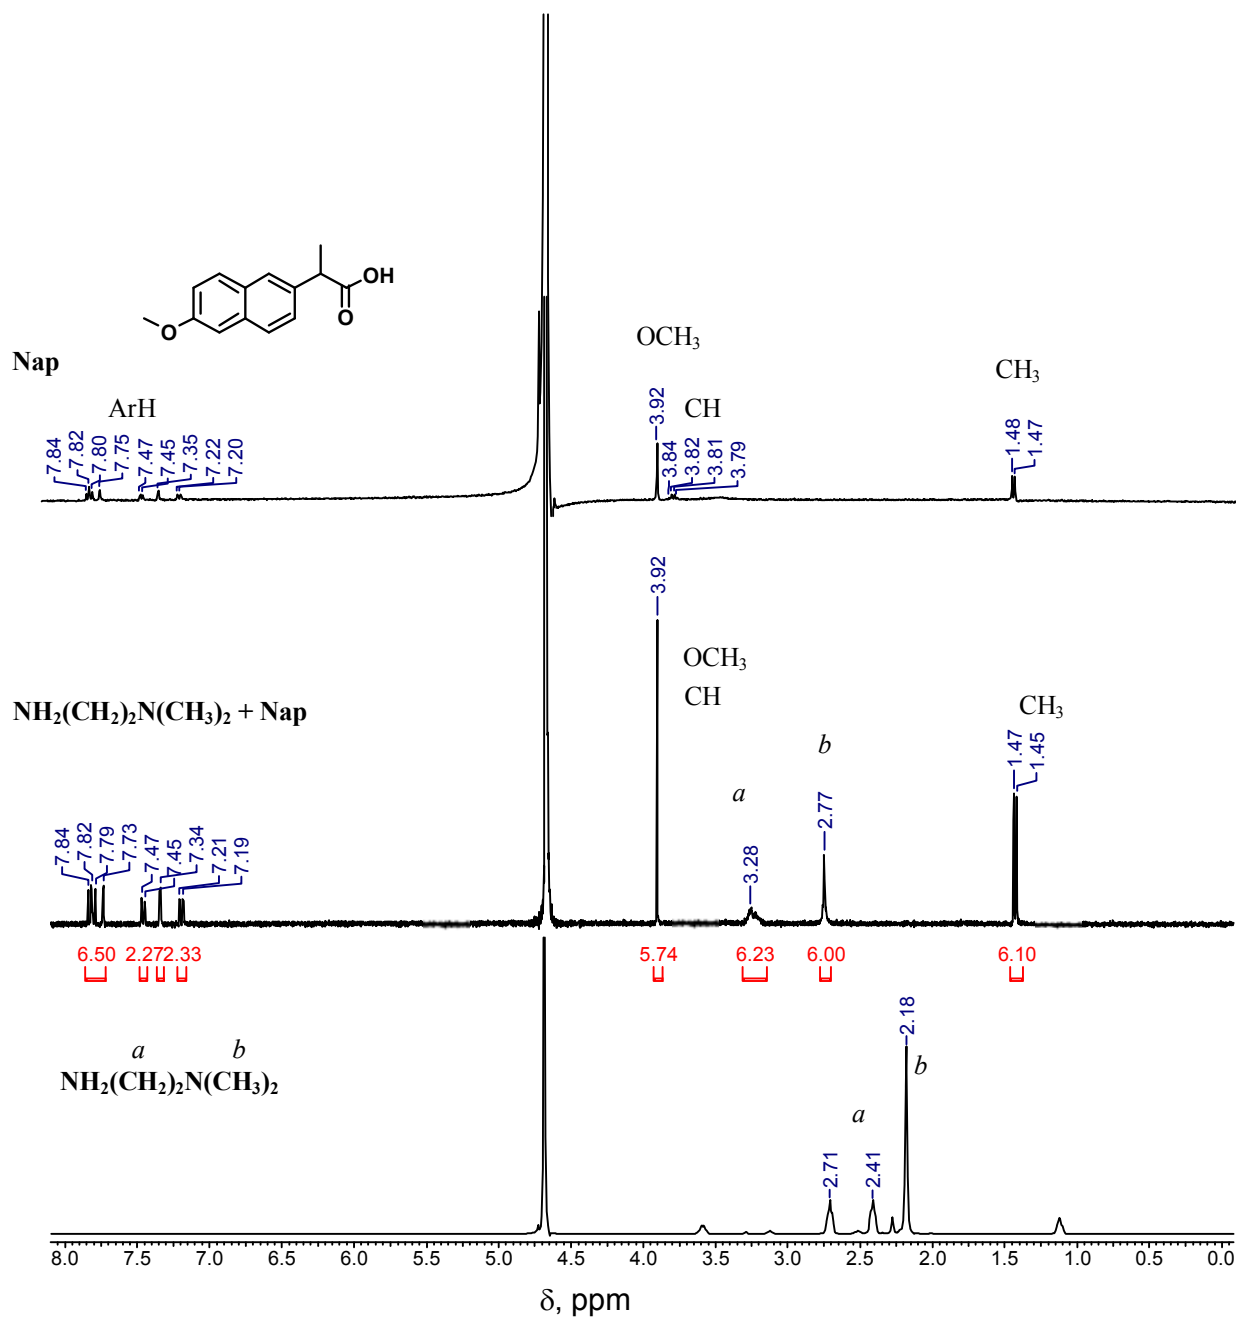 OH
O
O
Nap
ArH
7.84
7.82
7.80
7.75
7.47
7.45
7.35
7.22
7.20
OCH₃
3.92
CH
3.84
3.82
3.81
3.79
CH₃
1.48
1.47
NH₂(CH₂)₂N(CH₃)₂ + Nap
7.84
7.82
7.79
7.73
7.47
7.45
7.34
7.21
7.19
3.92
OCH₃
CH
a
3.28
b
2.77
CH₃
1.47
1.45
6.50 2.27 2.33 5.74 6.23 6.00 6.10
a b
NH₂(CH₂)₂N(CH₃)₂
2.71
a
2.41
2.18
b
8.0 7.5 7.0 6.5 6.0 5.5 5.0 4.5 4.0 3.5 3.0 2.5 2.0 1.5 1.0 0.5 0.0
δ, ppm